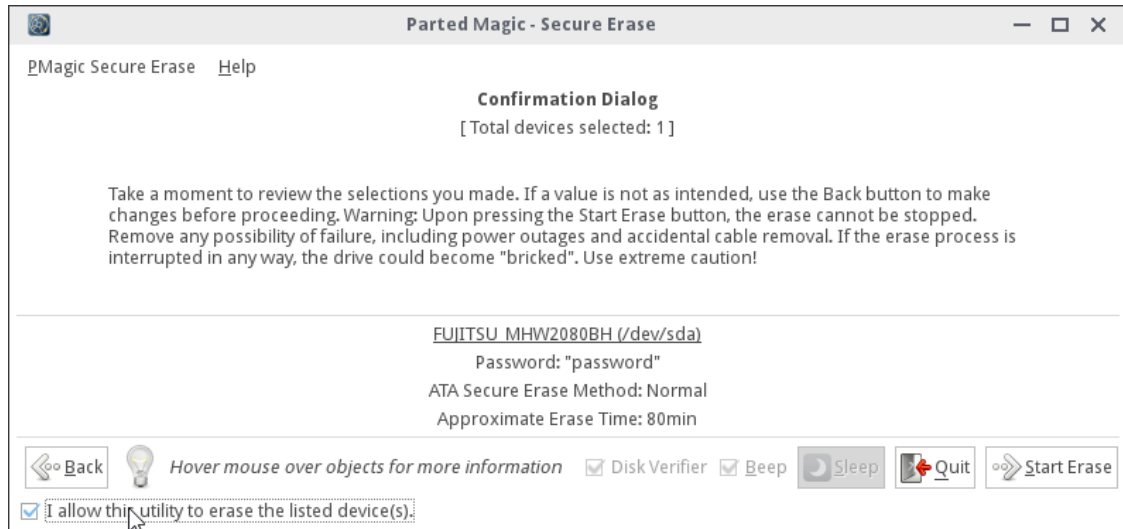 Parted Magic - Secure Erase
PMagic Secure Erase Help
Confirmation Dialog
[ Total devices selected: 1 ]
Take a moment to review the selections you made. If a value is not as intended, use the Back button to make
changes before proceeding. Warning: Upon pressing the Start Erase button, the erase cannot be stopped.
Remove any possibility of failure, including power outages and accidental cable removal. If the erase process is
interrupted in any way, the drive could become "bricked". Use extreme caution!
FUJITSU MHW2080BH (/dev/sda)
Password: "password"
ATA Secure Erase Method: Normal
Approximate Erase Time: 80min
Back Hover mouse over objects for more information Disk Verifier Beep Sleep Quit Start Erase
I allow this utility to erase the listed device(s).